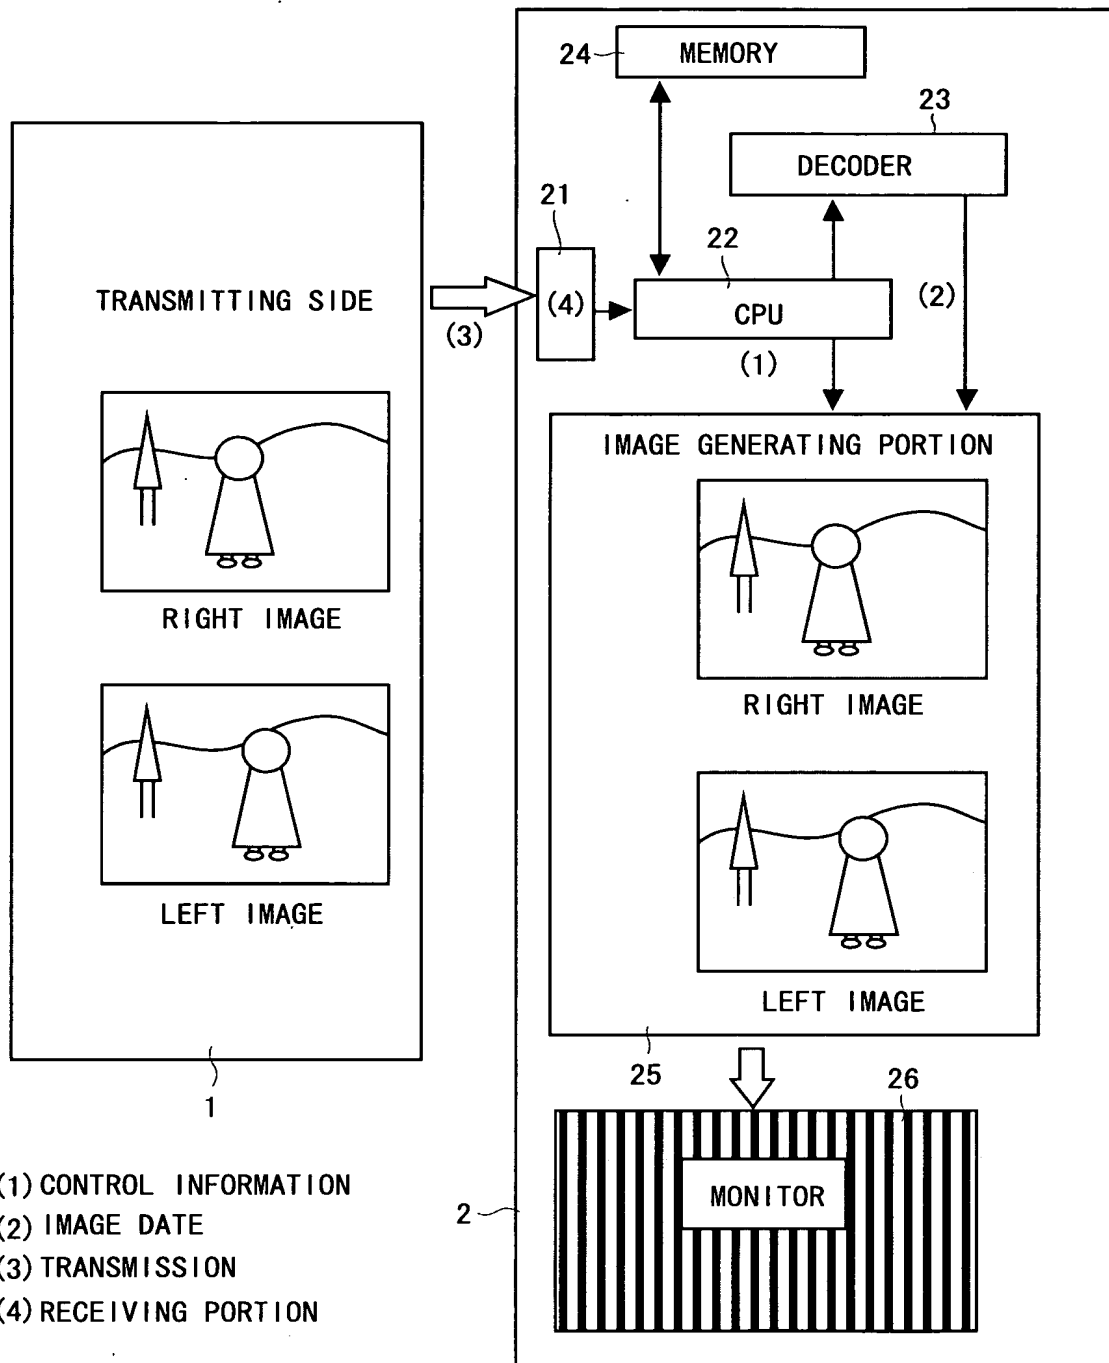 24
MEMORY
23
DECODER
21
22
TRANSMITTING SIDE
(4)
CPU
(2)
(3)
(1)
IMAGE GENERATING PORTION
RIGHT IMAGE
RIGHT IMAGE
LEFT IMAGE
LEFT IMAGE
25
26
1
(1) CONTROL INFORMATION
MONITOR
2
(2) IMAGE DATE
(3) TRANSMISSION
(4) RECEIVING PORTION